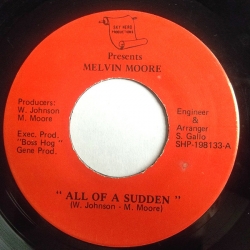 Presents
MELVIN MOORE
Producers:
W. Johnson
M. Moore
Exec. Prod.
"Boss Hog"
Gene Prod.
Engineer
&
Arranger
S. Gallo
SHP-198133-A
" ALL OF A SUDDEN "
(W. Johnson - M. Moore)